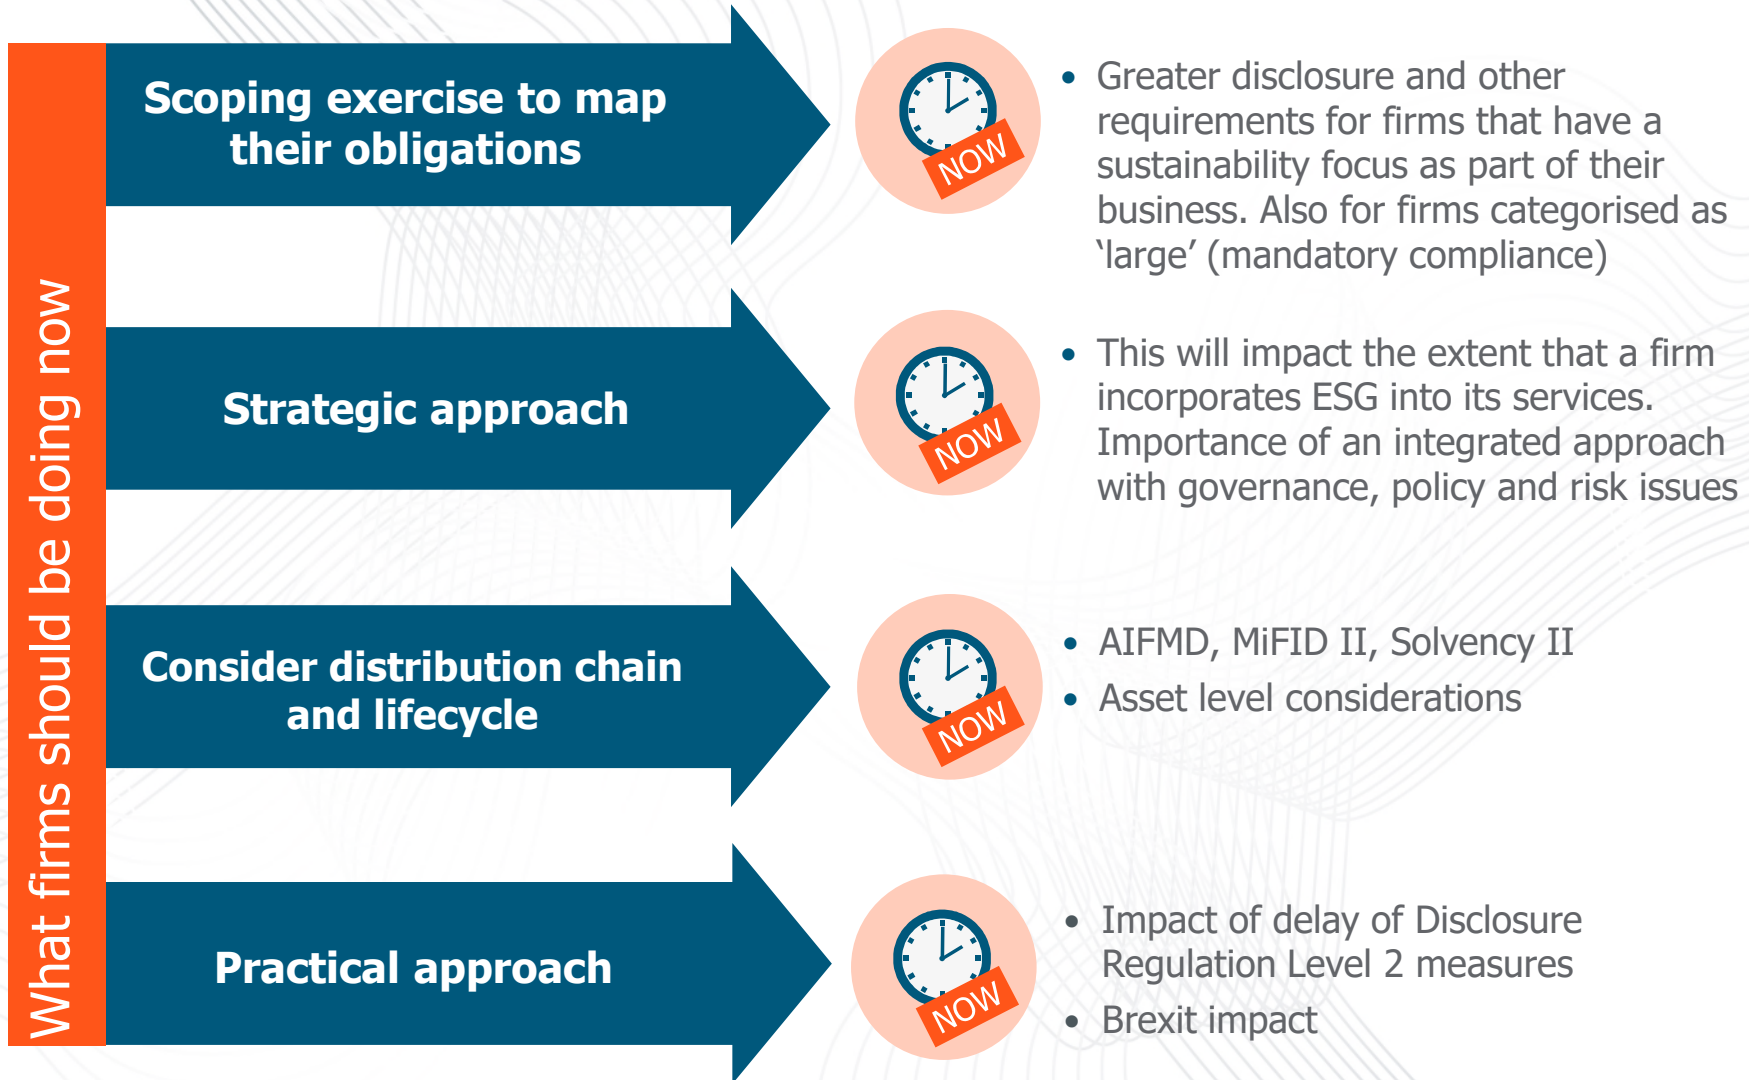 What firms should be doing now
Scoping exercise to map
their obligations
NOW
• Greater disclosure and other
requirements for firms that have a
sustainability focus as part of their
business. Also for firms categorised as
‘large’ (mandatory compliance)
Strategic approach
NOW
• This will impact the extent that a firm
incorporates ESG into its services.
Importance of an integrated approach
with governance, policy and risk issues
Consider distribution chain
and lifecycle
NOW
• AIFMD, MiFID II, Solvency II
• Asset level considerations
Practical approach
NOW
• Impact of delay of Disclosure
Regulation Level 2 measures
• Brexit impact